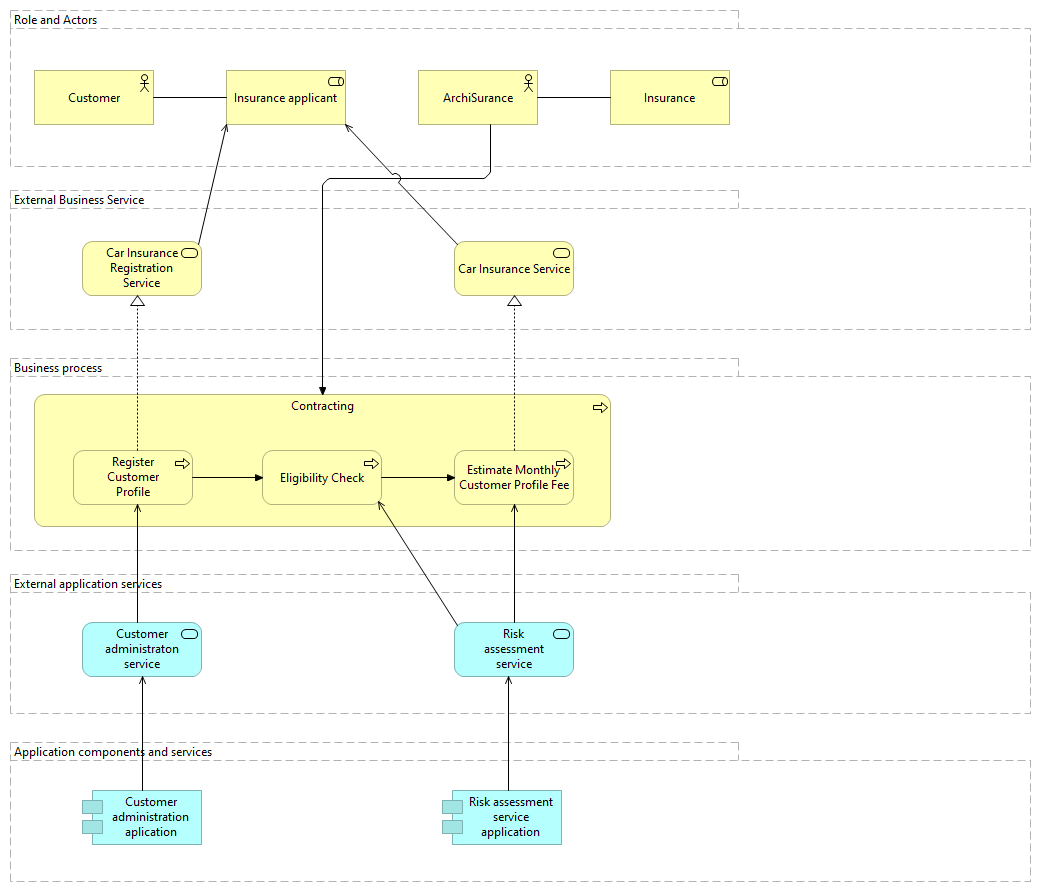 Role and Actors
Customer
Insurance applicant
ArchiSurance
Insurance
External Business Service
Car Insurance
Registration
Service
Car Insurance Service
Business process
Contracting
Register
Customer
Profile
Eligibility Check
Estimate Monthly
Customer Profile Fee
External application services
Customer
administraton
service
Risk
assessment
service
Application components and services
Customer
administration
aplication
Risk assessment
service
application